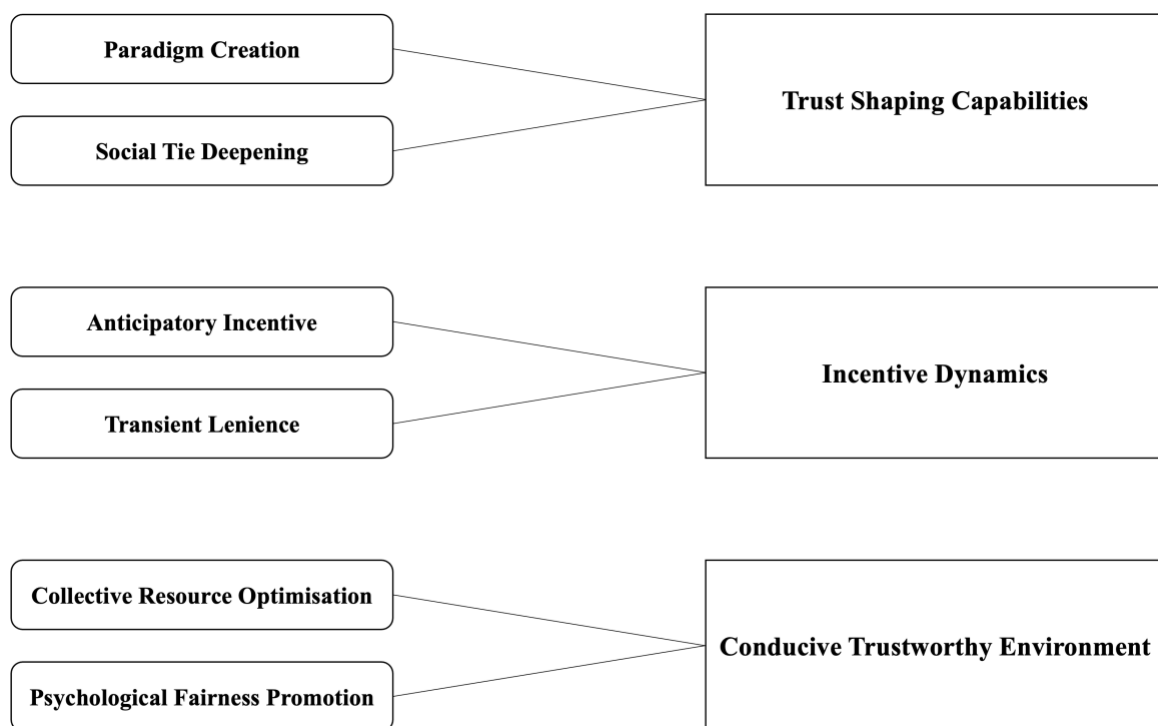 Paradigm Creation
Social Tie Deepening
Trust Shaping Capabilities
Anticipatory Incentive
Transient Lenience
Incentive Dynamics
Collective Resource Optimisation
Psychological Fairness Promotion
Conducive Trustworthy Environment